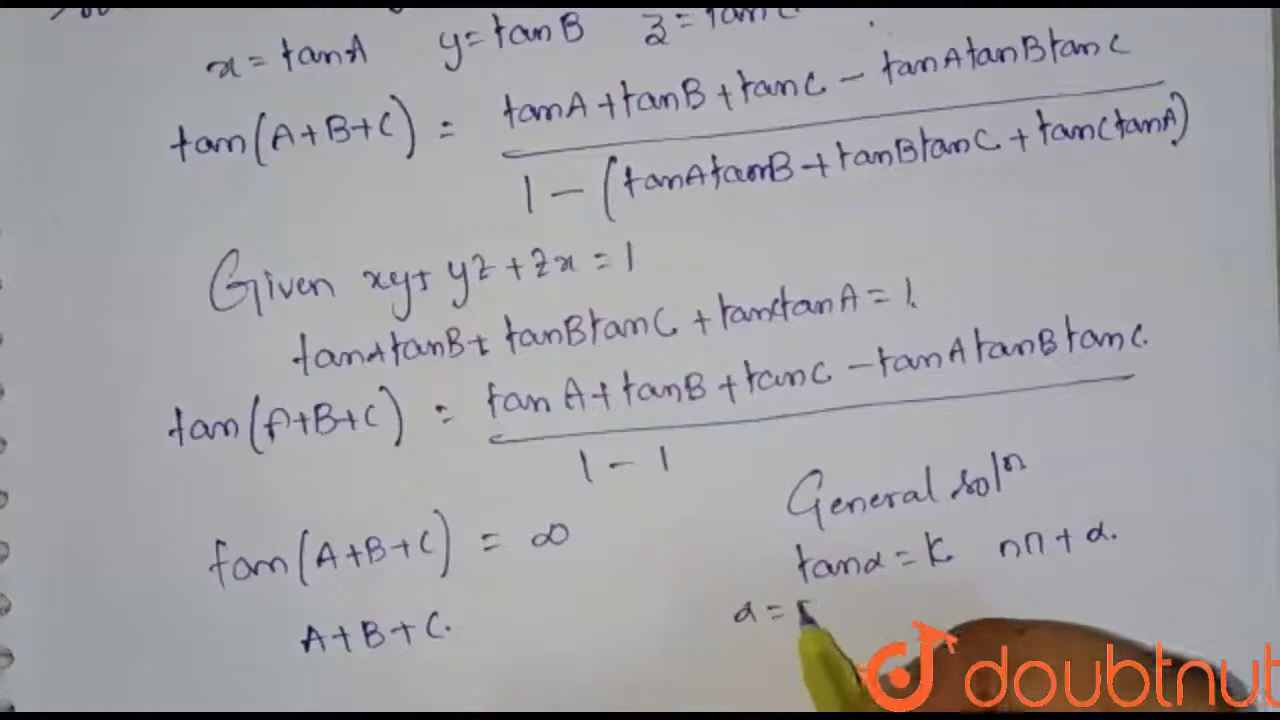 x = tanA y = tanB z = tanC
tan(A+B+C) = tanA + tanB + tanC - tanA tanB tanC
1 - (tanA tanB + tanB tanC + tanC tanA)
Given xy + yz + zx = 1
tanA tanB + tanB tanC + tanC tanA = 1.
tan(A+B+C) = tan A + tanB + tanC - tanA tanB tanC.
1 - 1
tan(A+B+C) = ∞
A+B+C.
General solⁿ
tanα = K nπ + α.
α =
doubtnut